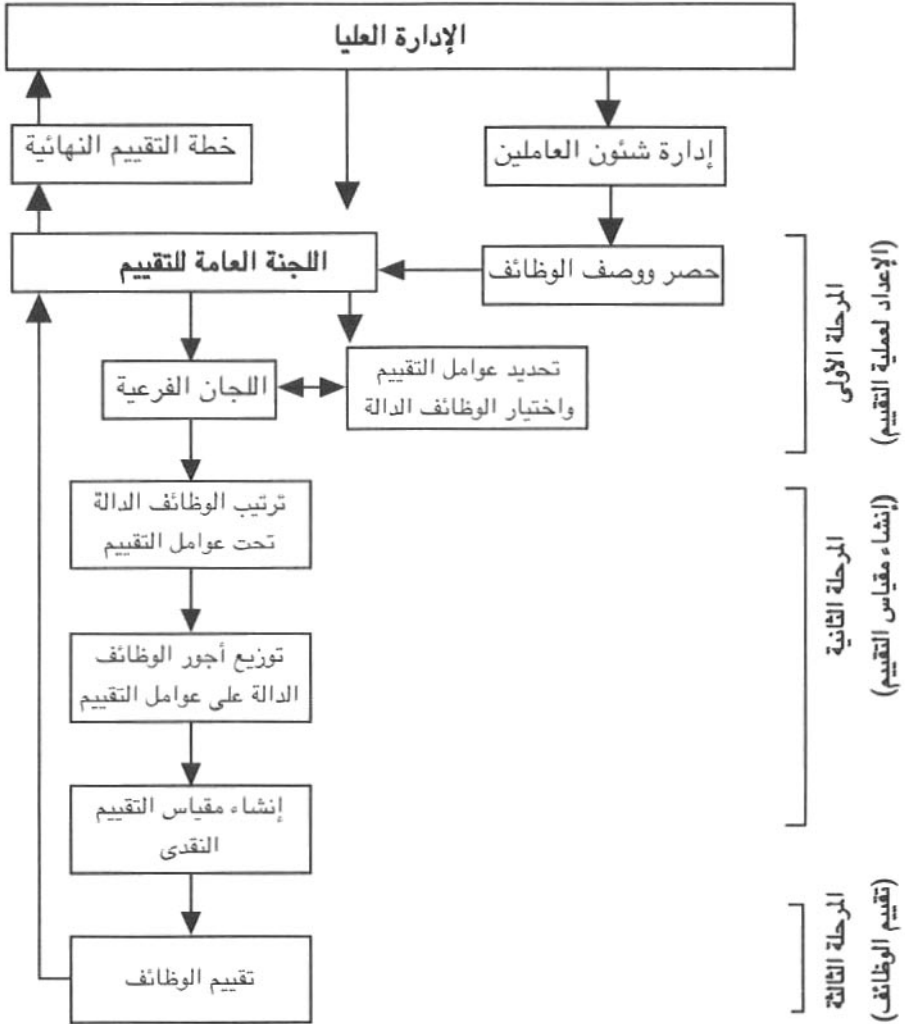 الإدارة العليا
إدارة شئون العاملين
خطة التقييم النهائية
حصر ووصف الوظائف
اللجنة العامة للتقييم
تحديد عوامل التقييم
واختيار الوظائف الدالة
اللجان الفرعية
المرحلة الأولى
(الإعداد لعملية التقييم)
ترتيب الوظائف الدالة
تحت عوامل التقييم
توزيع أجور الوظائف
الدالة على عوامل التقييم
إنشاء مقياس التقييم
النقدى
المرحلة الثانية
(إنشاء مقياس التقييم)
تقييم الوظائف
المرحلة الثالثة
(تقييم الوظائف)